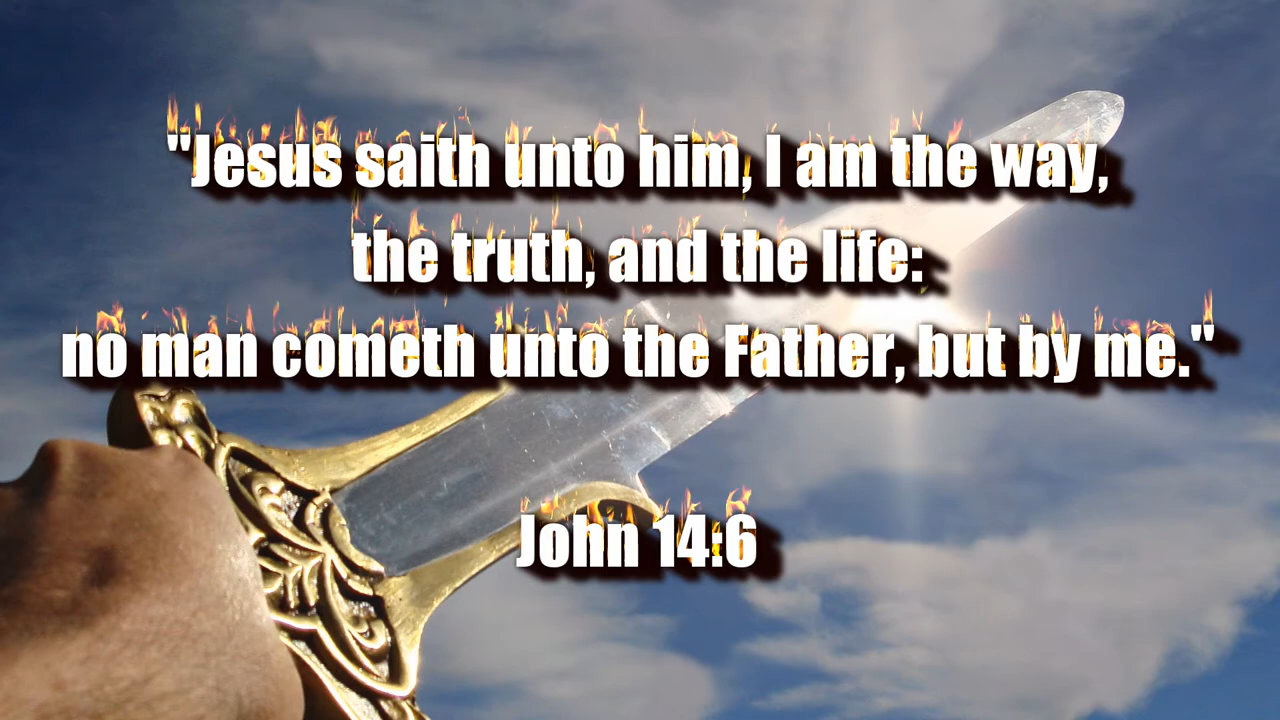 "Jesus saith unto him, I am the way,
the truth, and the life:
no man cometh unto the Father, but by me."
John 14:6